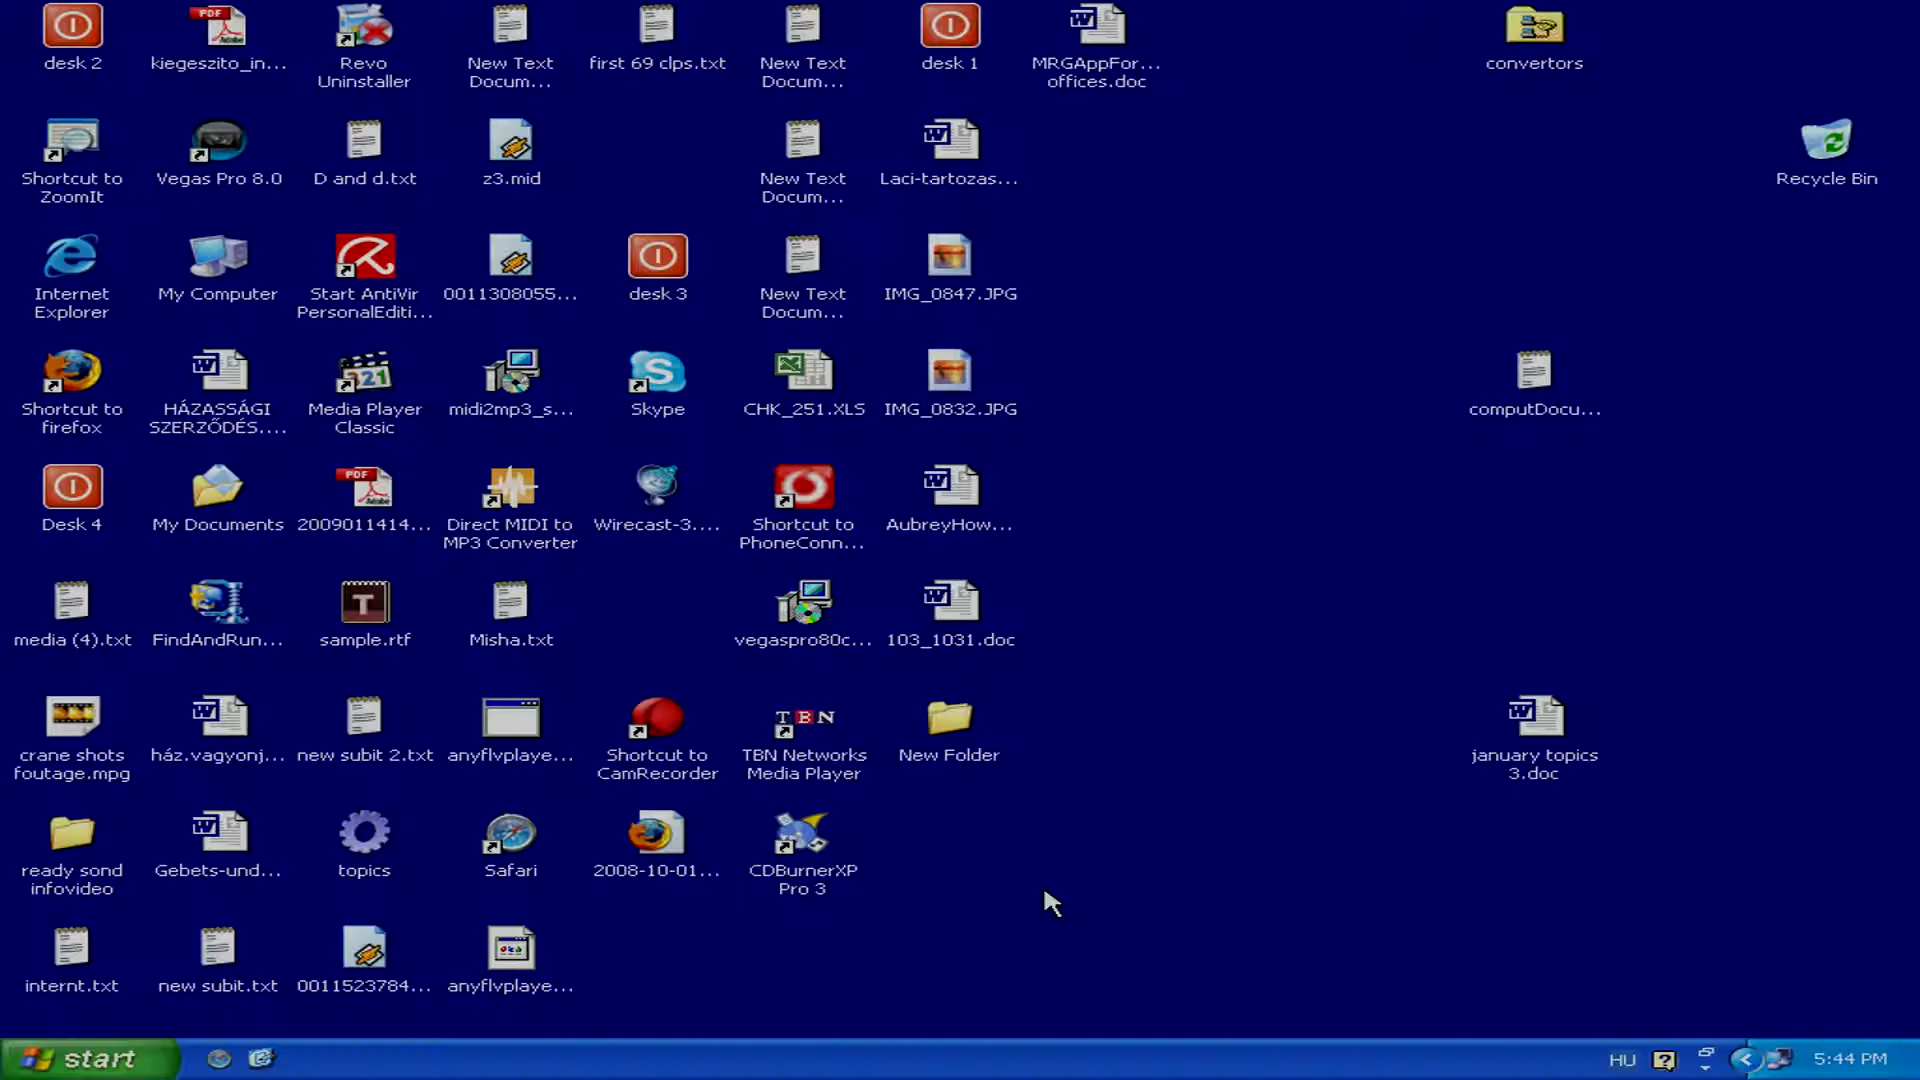 desk 2
kiegeszito_in...
Revo
Uninstaller
New Text
Docum...
first 69 clps.txt
New Text
Docum...
desk 1
MRGAppFor...
offices.doc
convertors
Shortcut to
ZoomIt
Vegas Pro 8.0
D and d.txt
z3.mid
New Text
Docum...
Laci-tartozas...
Recycle Bin
Internet
Explorer
My Computer
Start AntiVir
PersonalEditi...
0011308055...
desk 3
New Text
Docum...
IMG_0847.JPG
Shortcut to
firefox
HÁZASSÁGI
SZERZŐDÉS....
321
Media Player
Classic
midi2mp3_s...
Skype
CHK_251.XLS
IMG_0832.JPG
computDocu...
Desk 4
My Documents
PDF
Adobe
2009011414...
Direct MIDI to
MP3 Converter
Wirecast-3....
Shortcut to
PhoneConn...
AubreyHow...
media (4).txt
FindAndRun...
sample.rtf
Misha.txt
vegaspro80c...
103_1031.doc
crane shots
foutage.mpg
ház.vagyonj...
new subit 2.txt
anyflvplaye...
Shortcut to
CamRecorder
TBN
TBN Networks
Media Player
New Folder
january topics
3.doc
ready sond
infovideo
Gebets-und...
topics
Safari
2008-10-01...
CDBurnerXP
Pro 3
internt.txt
new subit.txt
0011523784...
anyflvplaye...
start
HU
5:44 PM